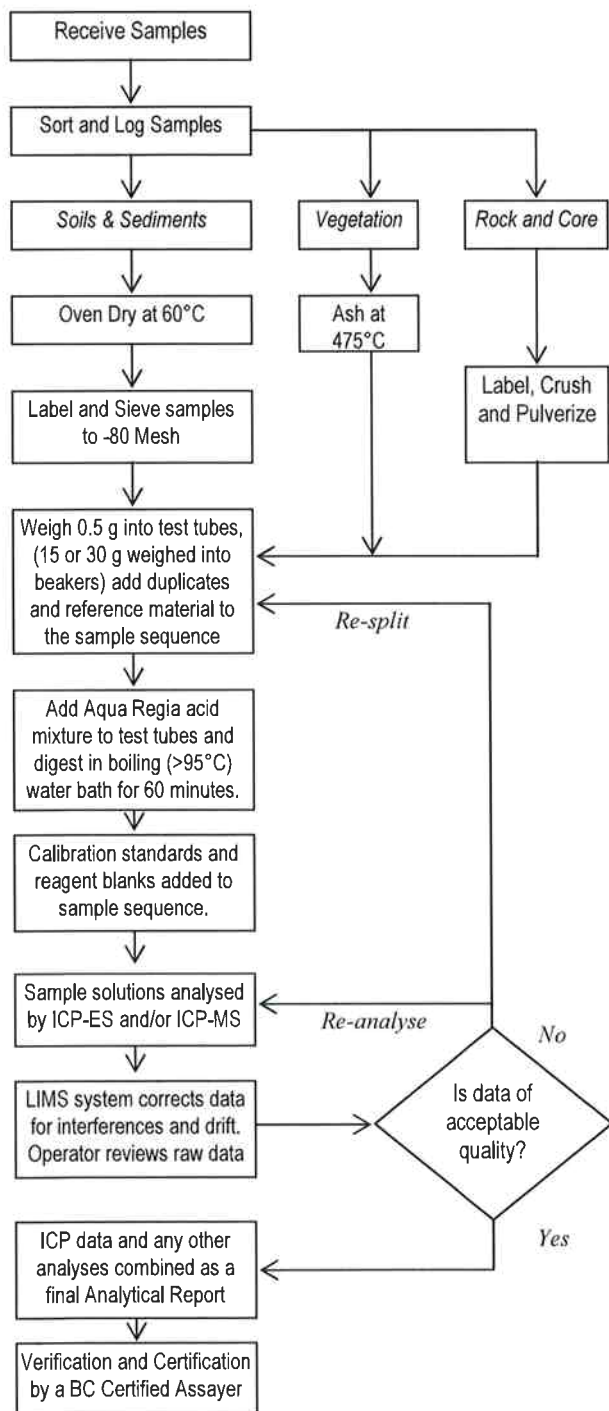 Receive Samples
Sort and Log Samples
Soils & Sediments
Vegetation
Rock and Core
Oven Dry at 60°C
Ash at
475°C
Label, Crush
and Pulverize
Label and Sieve samples
to -80 Mesh
Weigh 0.5 g into test tubes,
(15 or 30 g weighed into
beakers) add duplicates
and reference material to
the sample sequence
Re-split
Add Aqua Regia acid
mixture to test tubes and
digest in boiling (>95°C)
water bath for 60 minutes.
Calibration standards and
reagent blanks added to
sample sequence.
Sample solutions analysed
by ICP-ES and/or ICP-MS
Re-analyse
No
LIMS system corrects data
for interferences and drift.
Operator reviews raw data
Is data of
acceptable
quality?
Yes
ICP data and any other
analyses combined as a
final Analytical Report
Verification and Certification
by a BC Certified Assayer